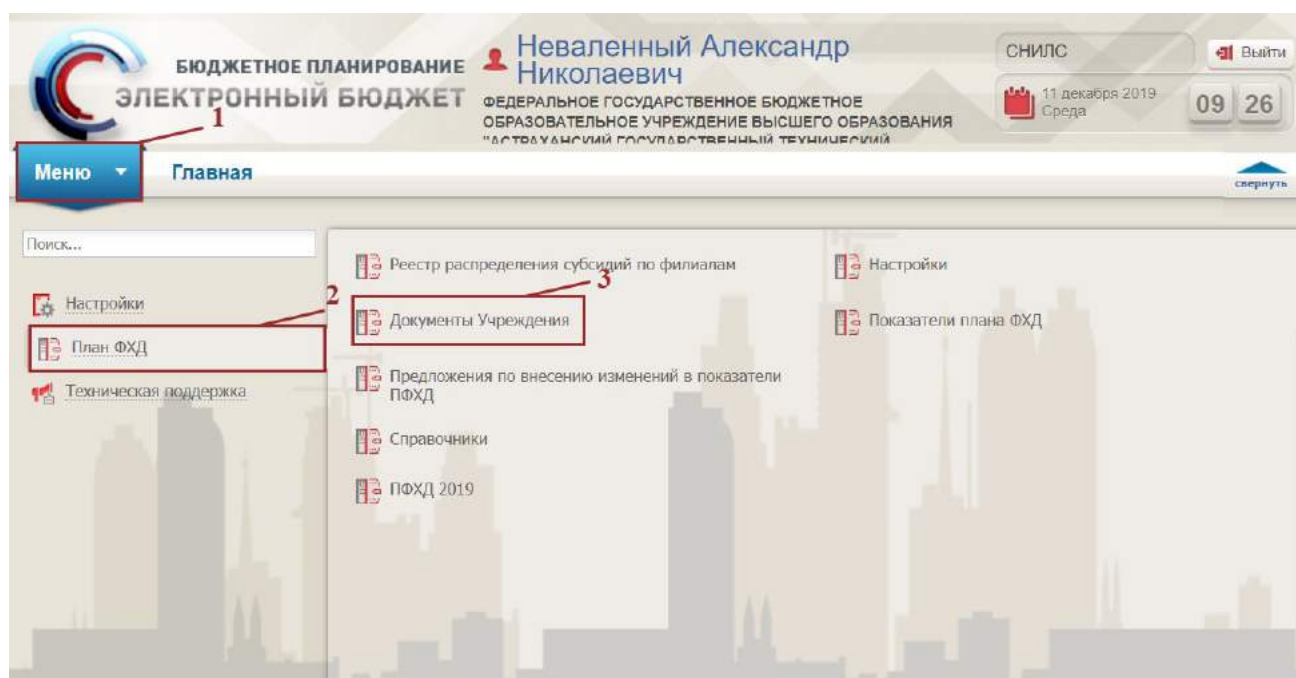 БЮДЖЕТНОЕ ПЛАНИРОВАНИЕ
ЭЛЕКТРОННЫЙ БЮДЖЕТ
Неваленный Александр
Николаевич
ФЕДЕРАЛЬНОЕ ГОСУДАРСТВЕННОЕ БЮДЖЕТНОЕ
ОБРАЗОВАТЕЛЬНОЕ УЧРЕЖДЕНИЕ ВЫСШЕГО ОБРАЗОВАНИЯ
"АСТРАХАНСКИЙ ГОСУДАРСТВЕННЫЙ ТЕХНИЧЕСКИЙ
СНИЛС
Выйти
11 декабря 2019
Среда
09 26
1
Меню
Главная
свернуть
Поиск...
Настройки
2
План ФХД
Техническая поддержка
Реестр распределения субсидий по филиалам
3
Документы Учреждения
Предложения по внесению изменений в показатели
ПФХД
Справочники
ПФХД 2019
Настройки
Показатели плана ФХД